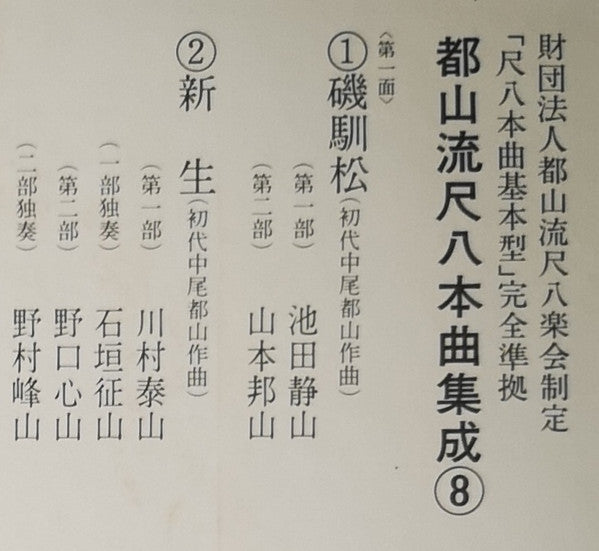 財団法人都山流尺八楽会制定
「尺八本曲基本型」完全準拠
都山流尺八本曲集成⑧
〈第一面〉
①磯馴松(初代中尾都山作曲)
(第一部) 池田静山
(第二部) 山本邦山
②新 生(初代中尾都山作曲)
(第一部) 川村泰山
(一部独奏) 石垣征山
(第二部) 野口心山
(二部独奏) 野村峰山